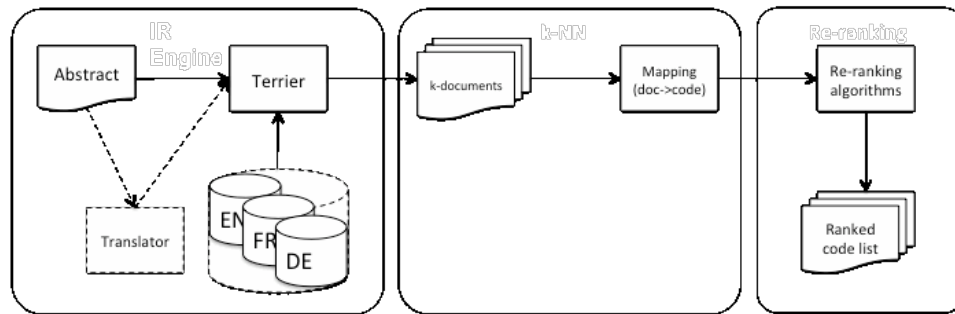 IR
Engine
Abstract
Terrier
Translator
EN
FR
DE
k-NN
k-documents
Mapping
(doc->code)
Re-ranking
Re-ranking
algorithms
Ranked
code list